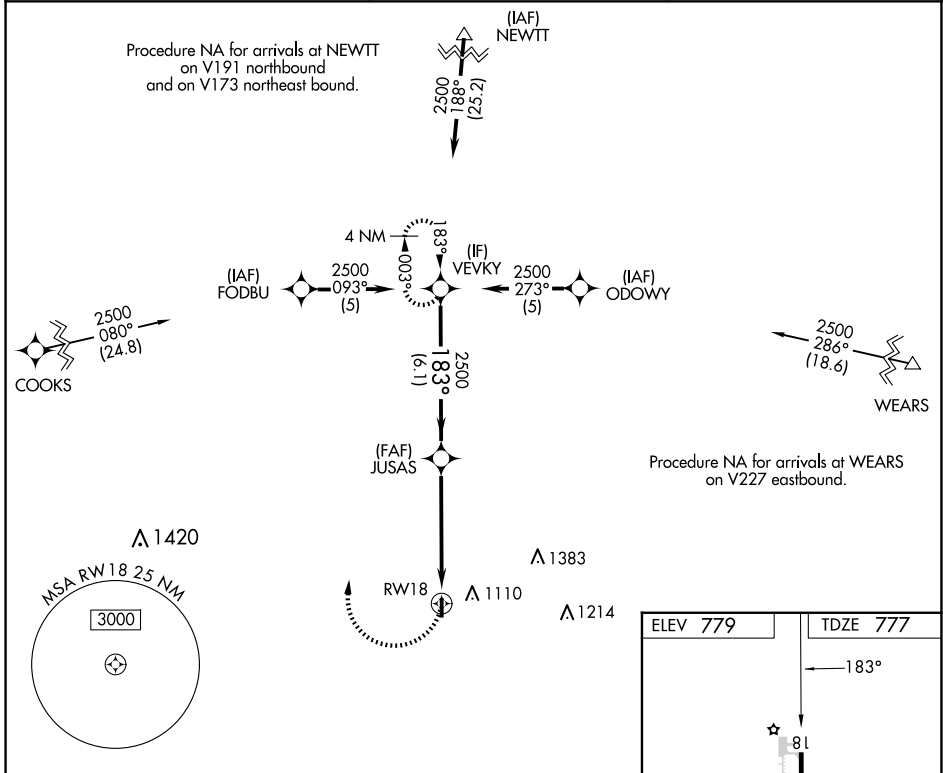 (IAF)
NEWTT
Procedure NA for arrivals at NEWTT
on V191 northbound
and on V173 northeast bound.
2500
188°
(25.2)
4 NM
183°
003°
(IF)
VEVKY
(IAF)
FODBU
2500
093°
(5)
2500
273°
(5)
(IAF)
ODOWY
2500
080°
(24.8)
COOKS
2500
183°
(6.1)
2500
286°
(18.6)
WEARS
(FAF)
JUSAS
Procedure NA for arrivals at WEARS
on V227 eastbound.
1420
1383
MSA RW18 25 NM
3000
RW18
1110
1214
ELEV 779
TDZE 777
183°
18